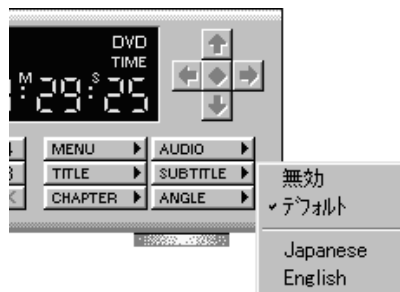 DVD
TIME
M 29 S 25
MENU
AUDIO
TITLE
SUBTITLE
CHAPTER
ANGLE
無効
デフォルト
Japanese
English